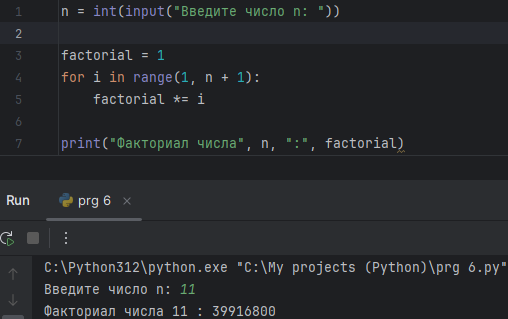 1 n = int(input("Введите число n: "))
2
3 factorial = 1
4 for i in range(1, n + 1):
5 factorial *= i
6
7 print("Факториал числа", n, ":", factorial)
Run prg 6 ×
C:\Python312\python.exe "C:\My projects (Python)\prg 6.py"
Введите число n: 11
Факториал числа 11 : 39916800